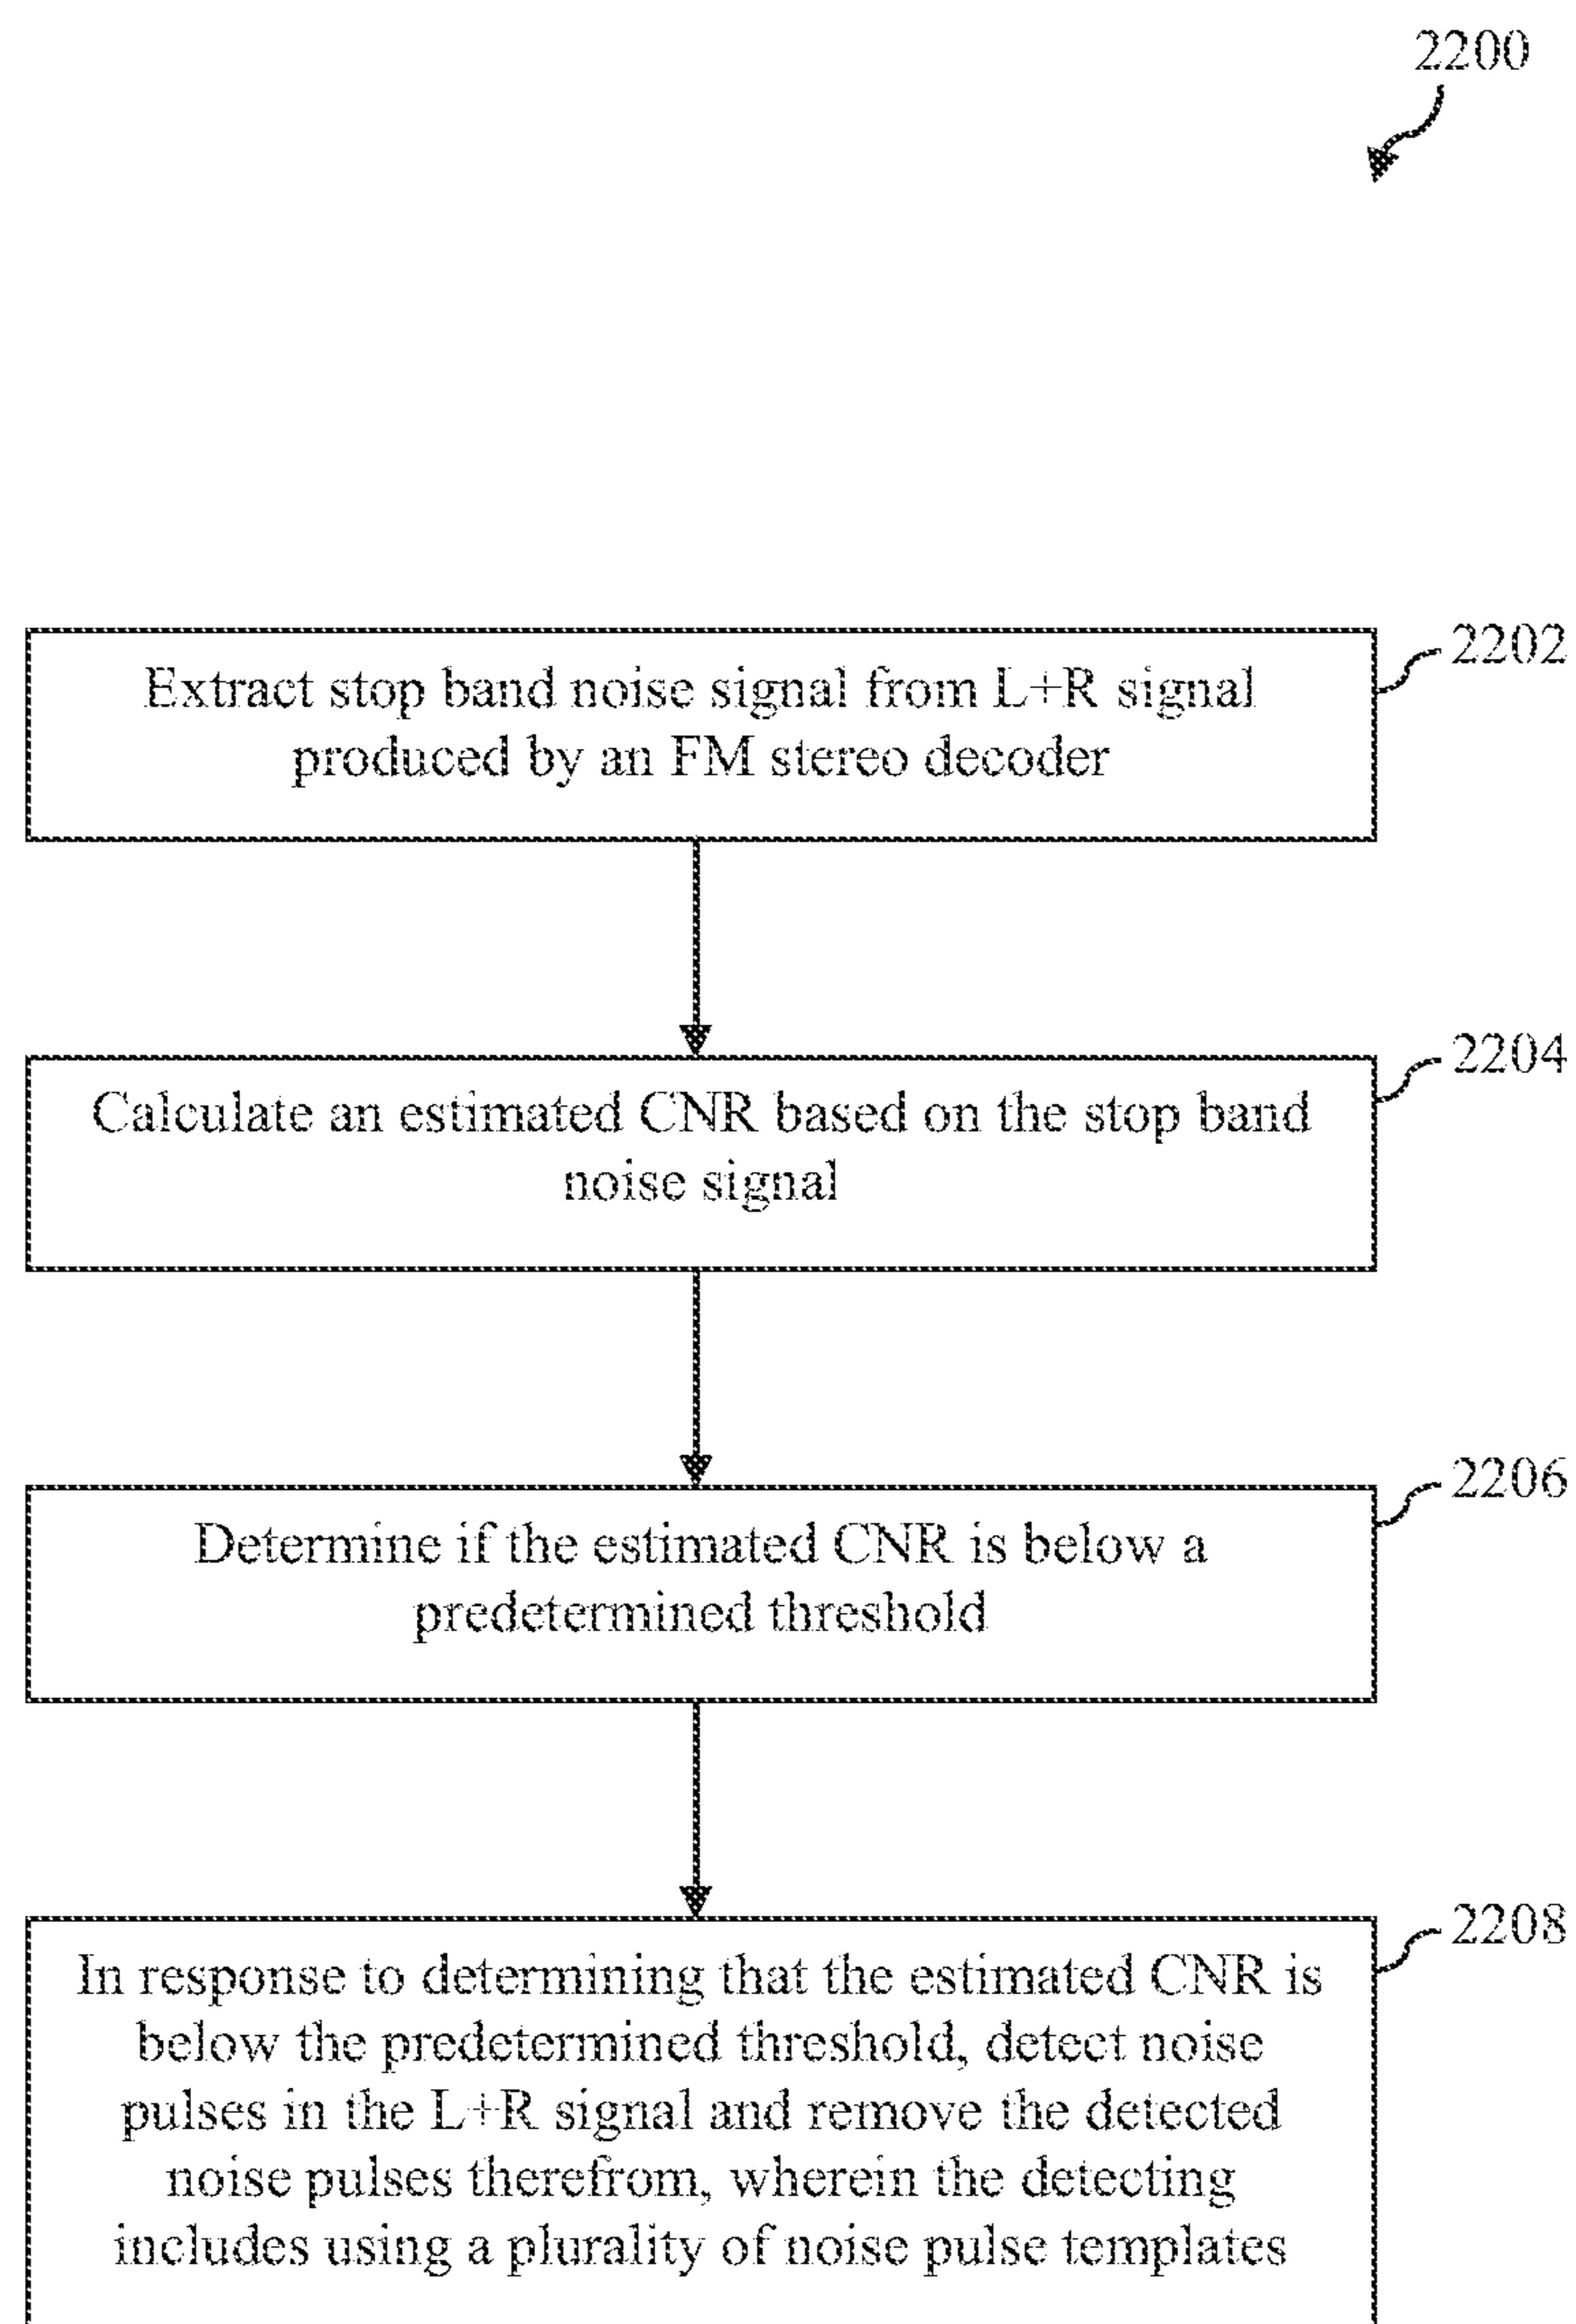 2200
2202
Extract stop band noise signal from L+R signal
produced by an FM stereo decoder
2204
Calculate an estimated CNR based on the stop band
noise signal
2206
Determine if the estimated CNR is below a
predetermined threshold
2208
In response to determining that the estimated CNR is
below the predetermined threshold, detect noise
pulses in the L+R signal and remove the detected
noise pulses therefrom, wherein the detecting
includes using a plurality of noise pulse templates